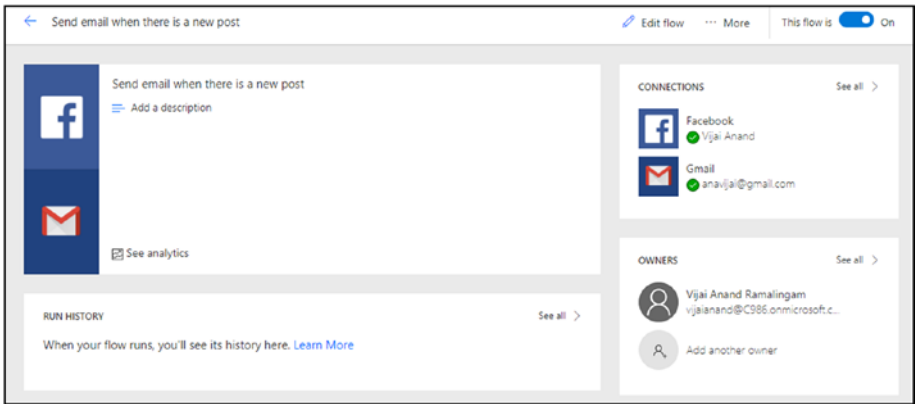 Send email when there is a new post
Edit flow
··· More
This flow is
On
Send email when there is a new post
Add a description
See analytics
RUN HISTORY
See all
When your flow runs, you'll see its history here. Learn More
CONNECTIONS
See all
Facebook
Vijai Anand
Gmail
anavijai@gmail.com
OWNERS
See all
Vijai Anand Ramalingam
vijaianand@C986.onmicrosoft.c...
Add another owner